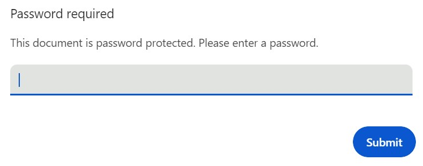 Password required
This document is password protected. Please enter a password.
Submit